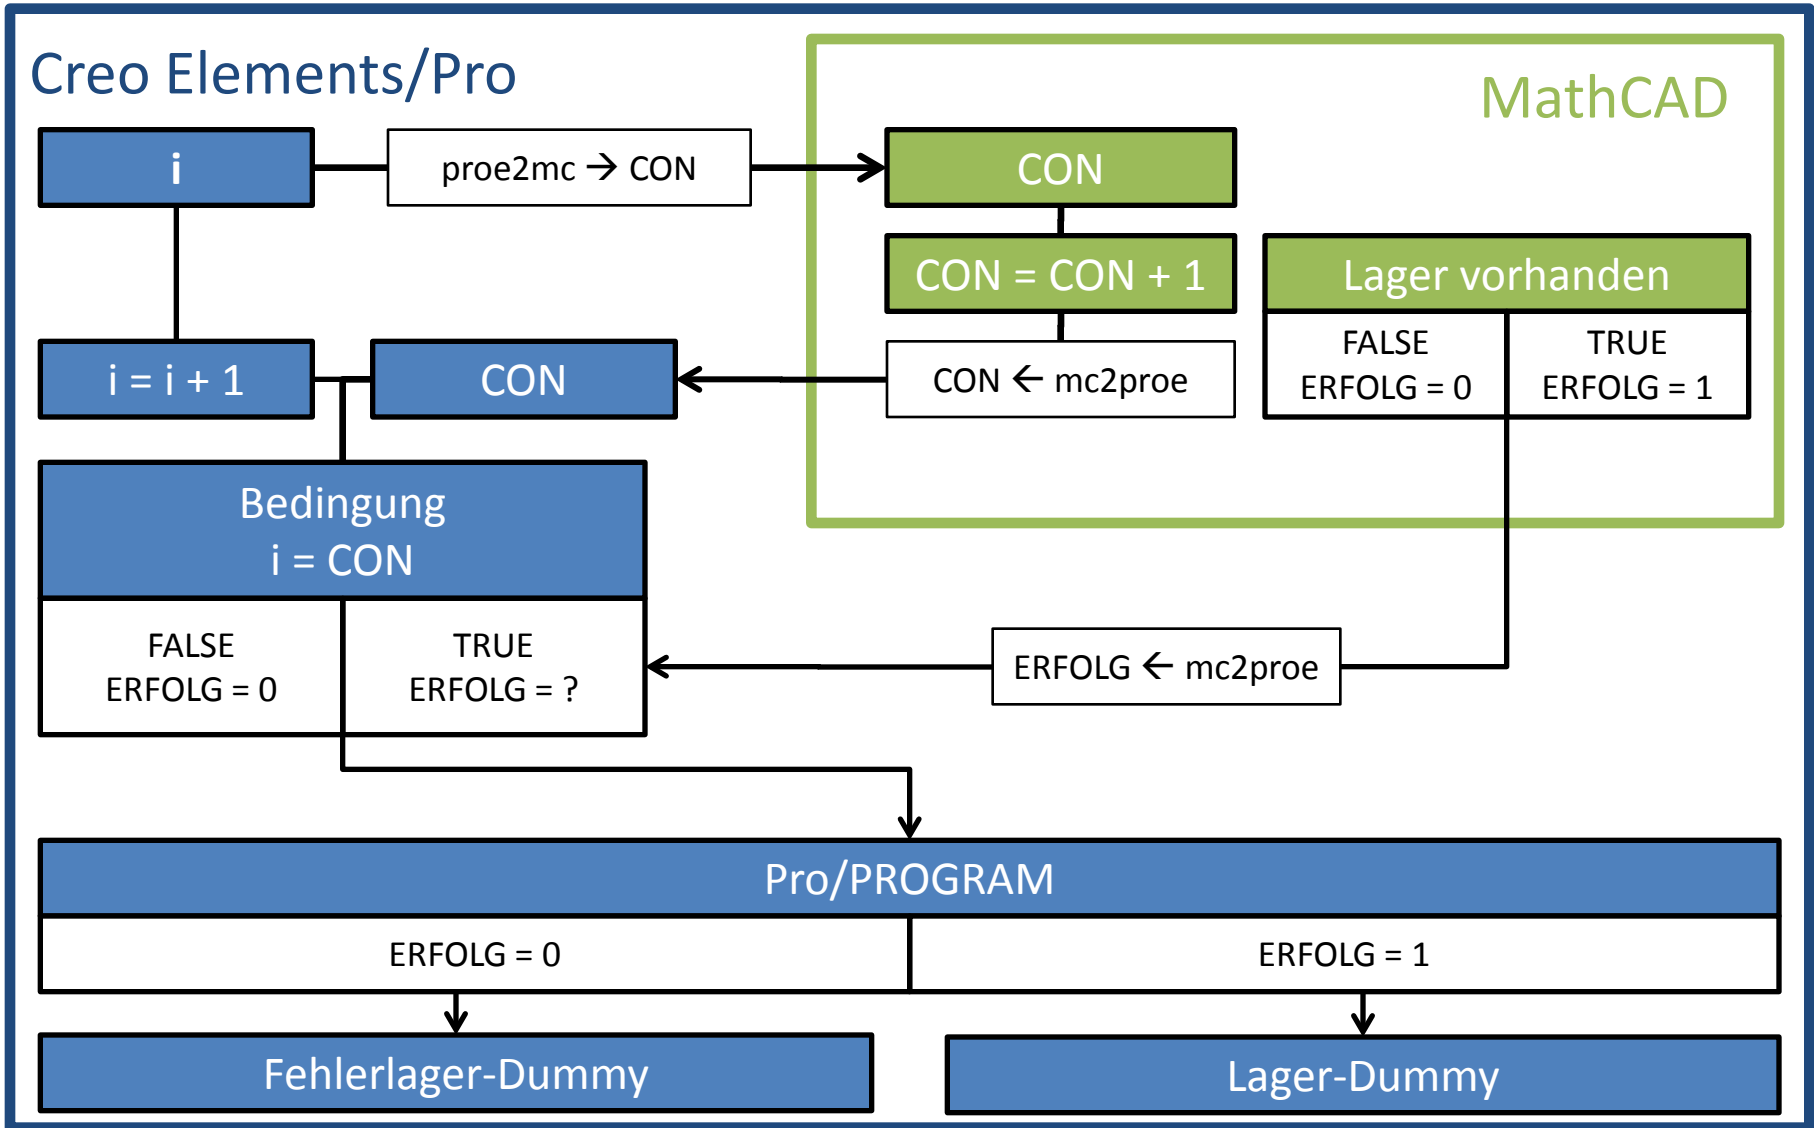 Creo Elements/Pro
MathCAD
i
proe2mc → CON
CON
CON = CON + 1
Lager vorhanden
FALSE
ERFOLG = 0
TRUE
ERFOLG = 1
i = i + 1
CON
CON ← mc2proe
Bedingung
i = CON
FALSE
ERFOLG = 0
TRUE
ERFOLG = ?
ERFOLG ← mc2proe
Pro/PROGRAM
ERFOLG = 0
ERFOLG = 1
Fehlerlager-Dummy
Lager-Dummy